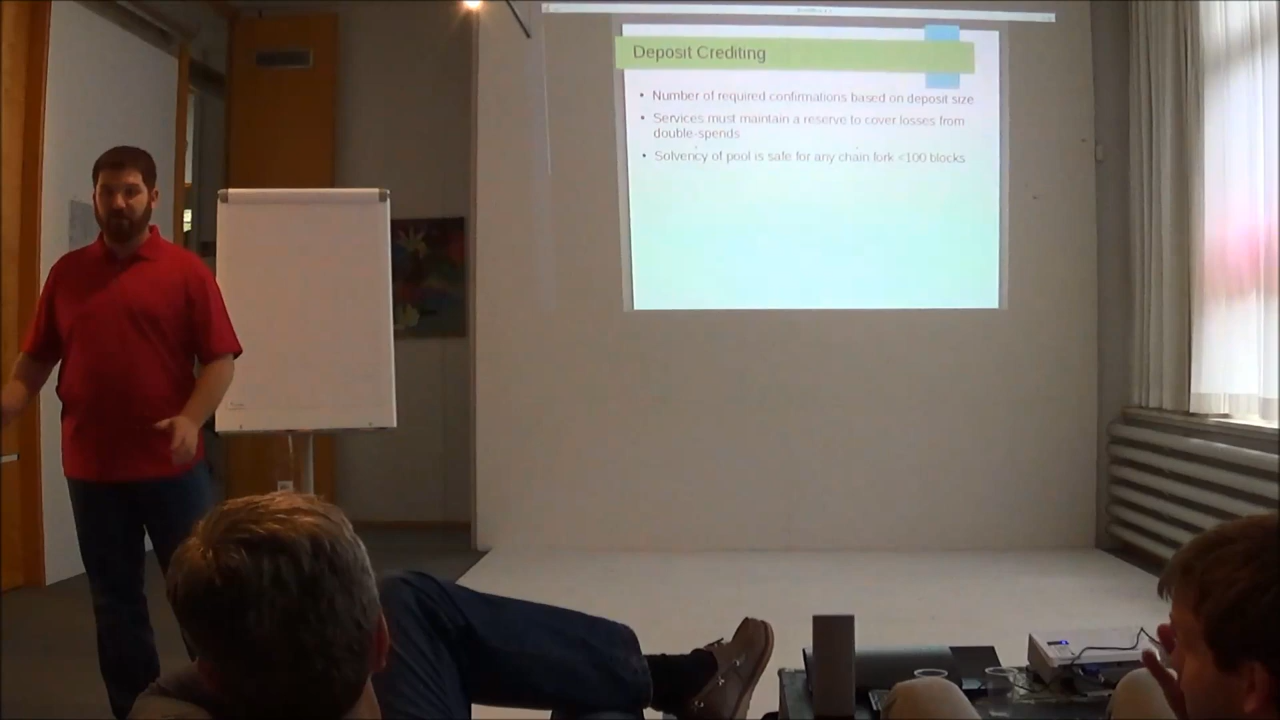 Deposit Crediting
• Number of required confirmations based on deposit size
• Services must maintain a reserve to cover losses from
double-spends
• Solvency of pool is safe for any chain fork <100 blocks